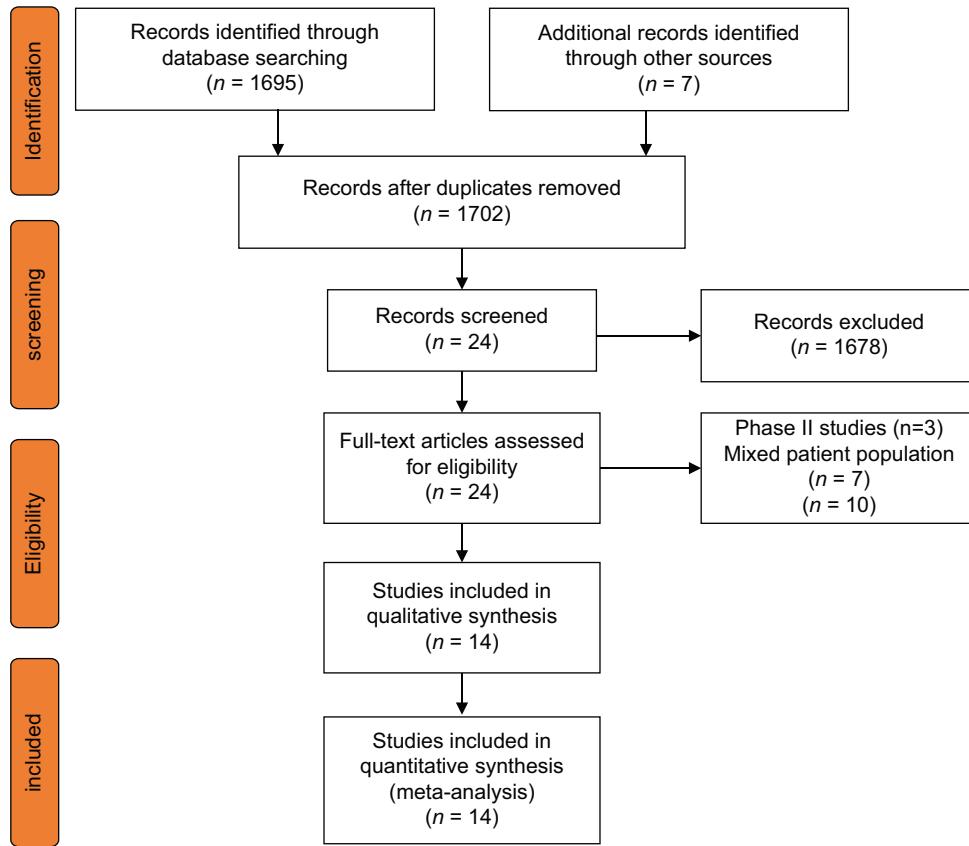 Identification
Records identified through
database searching
(n = 1695)
Additional records identified
through other sources
(n = 7)
Records after duplicates removed
(n = 1702)
screening
Records screened
(n = 24)
Records excluded
(n = 1678)
Eligibility
Full-text articles assessed
for eligibility
(n = 24)
Phase II studies (n=3)
Mixed patient population
(n = 7)
(n = 10)
Studies included in
qualitative synthesis
(n = 14)
included
Studies included in
quantitative synthesis
(meta-analysis)
(n = 14)